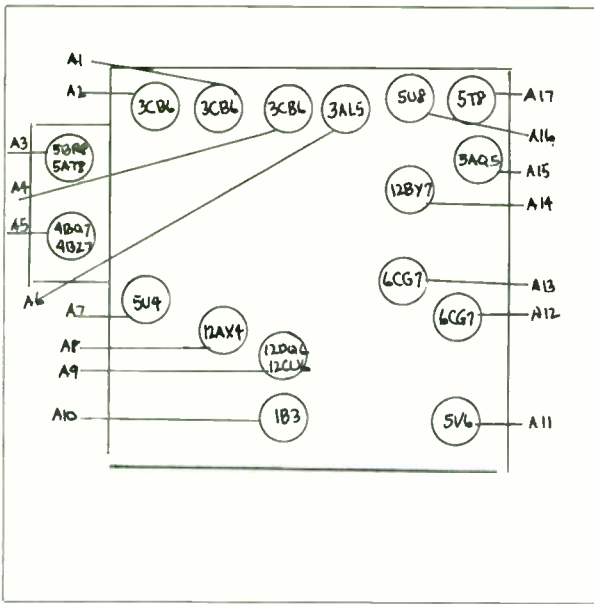 A1
A2
3CB6
3CB6
3CB6
3AL5
5U8
5T8
A17
A16
A3
5BR8
5AT8
A4
5AQ5
A15
12BY7
A14
A5
4BQ7
4BZ7
A6
6CG7
A13
A7
5U4
6CG7
A12
A8
12AX4
A9
12DQ6
12CU6
A10
1B3
5V6
A11